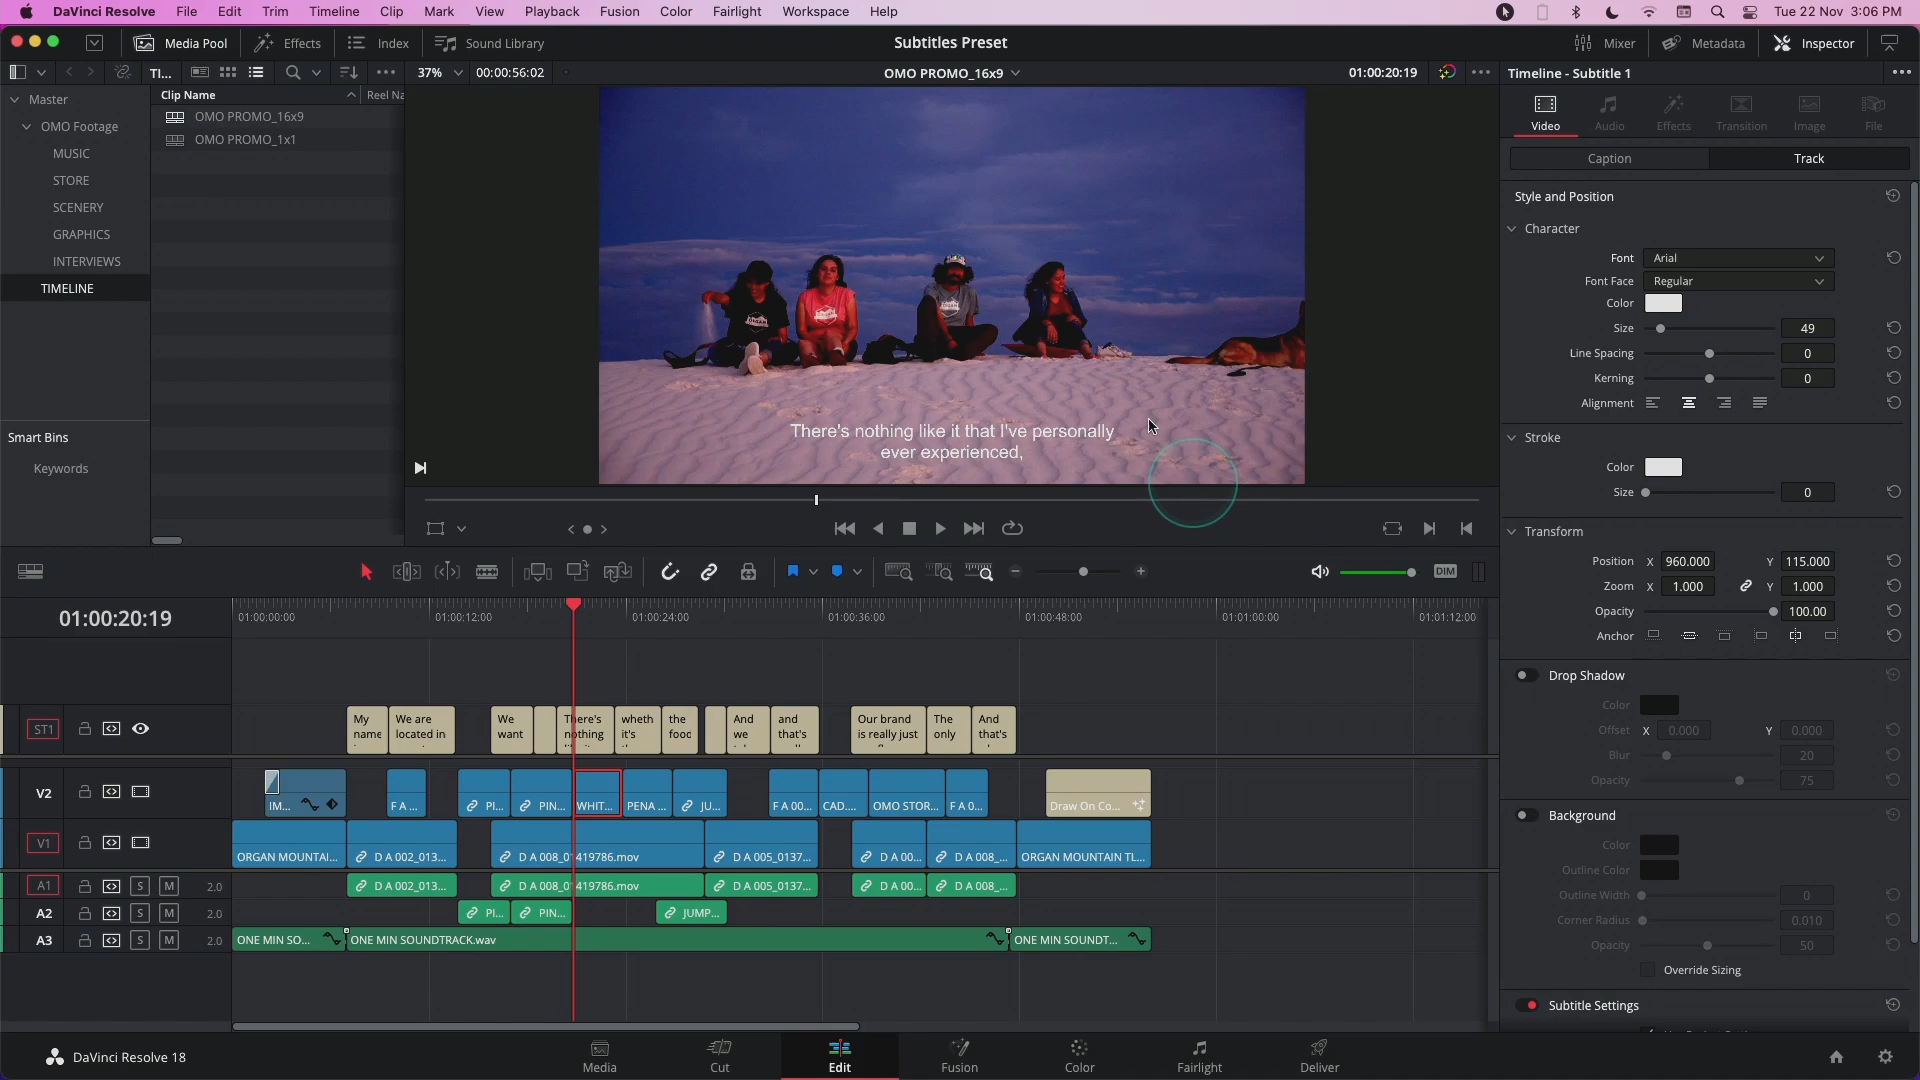 DaVinci Resolve File Edit Trim Timeline Clip Mark View Playback Fusion Color Fairlight Workspace Help Tue 22 Nov 3:06 PM
Media Pool Effects Index Sound Library Subtitles Preset Mixer Metadata Inspector
TI... 37% 00:00:56:02 OMO PROMO_16x9 01:00:20:19 Timeline - Subtitle 1
Master
OMO Footage
MUSIC
STORE
SCENERY
GRAPHICS
INTERVIEWS
TIMELINE
Smart Bins
Keywords
Clip Name Reel Na
OMO PROMO_16x9
OMO PROMO_1x1
There's nothing like it that I've personally
ever experienced,
Video Audio Effects Transition Image File
Caption Track
Style and Position
Character
Font Arial
Font Face Regular
Color
Size 49
Line Spacing 0
Kerning 0
Alignment
Stroke
Color
Size 0
Transform
Position X 960.000 Y 115.000
Zoom X 1.000 Y 1.000
Opacity 100.00
Anchor
Drop Shadow
Color
Offset X 0.000 Y 0.000
Blur 20
Opacity 75
Background
Color
Outline Color
Outline Width 0
Corner Radius 0.010
Opacity 50
Override Sizing
Subtitle Settings
DIM
01:00:20:19 01:00:00:00 01:00:12:00 01:00:24:00 01:00:36:00 01:00:48:00 01:01:00:00 01:01:12:00
ST1
My name
We are located in
We want
There's nothing
wheth it's
the food
And we
and that's
Our brand is really just
The only
And that's
V2 IM... F A ... PI... PIN... WHIT... PENA ... JU... F A 00... CAD.... OMO STOR... F A 0... Draw On Co...
V1 ORGAN MOUNTAI... D A 002_013... D A 008_01419786.mov D A 005_0137... D A 00... D A 008_... ORGAN MOUNTAIN TL...
A1 S M 2.0 D A 002_013... D A 008_01419786.mov D A 005_0137... D A 00... D A 008_...
A2 S M 2.0 PI... PIN... JUMP...
A3 S M 2.0 ONE MIN SO... ONE MIN SOUNDTRACK.wav ONE MIN SOUNDT...
DaVinci Resolve 18 Media Cut Edit Fusion Color Fairlight Deliver